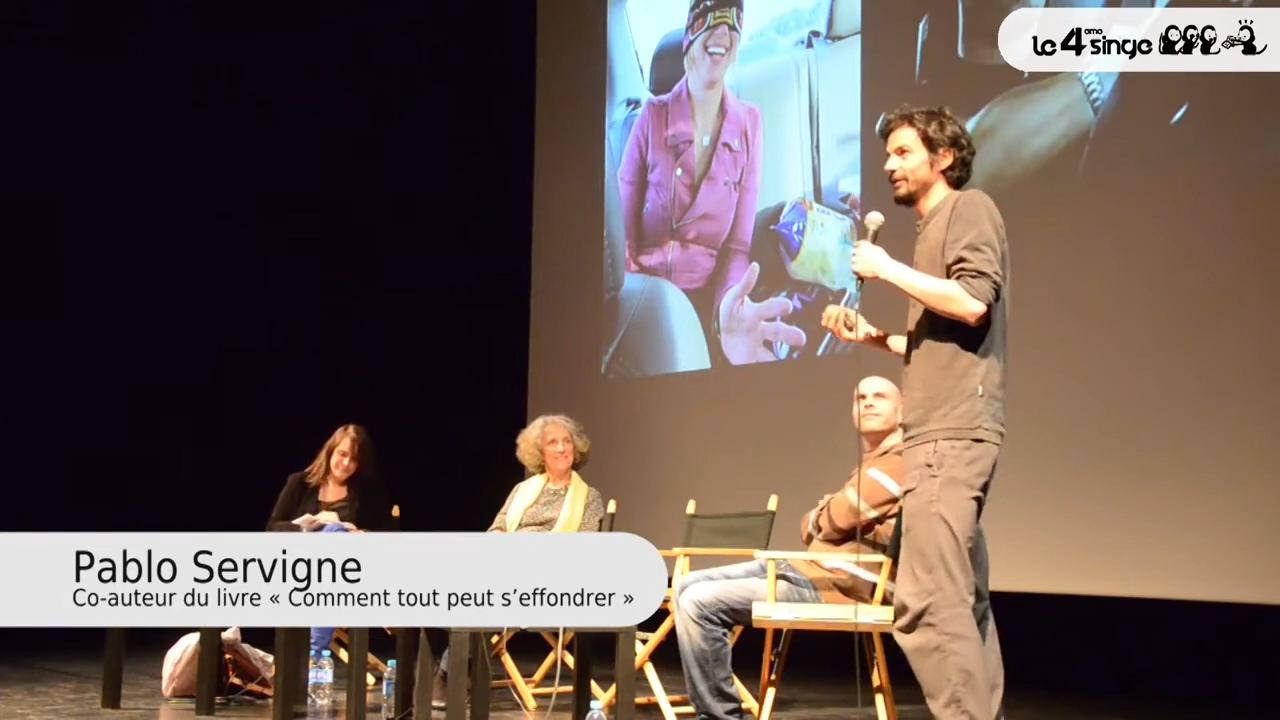 le 4ème singe
Pablo Servigne
Co-auteur du livre « Comment tout peut s’effondrer »